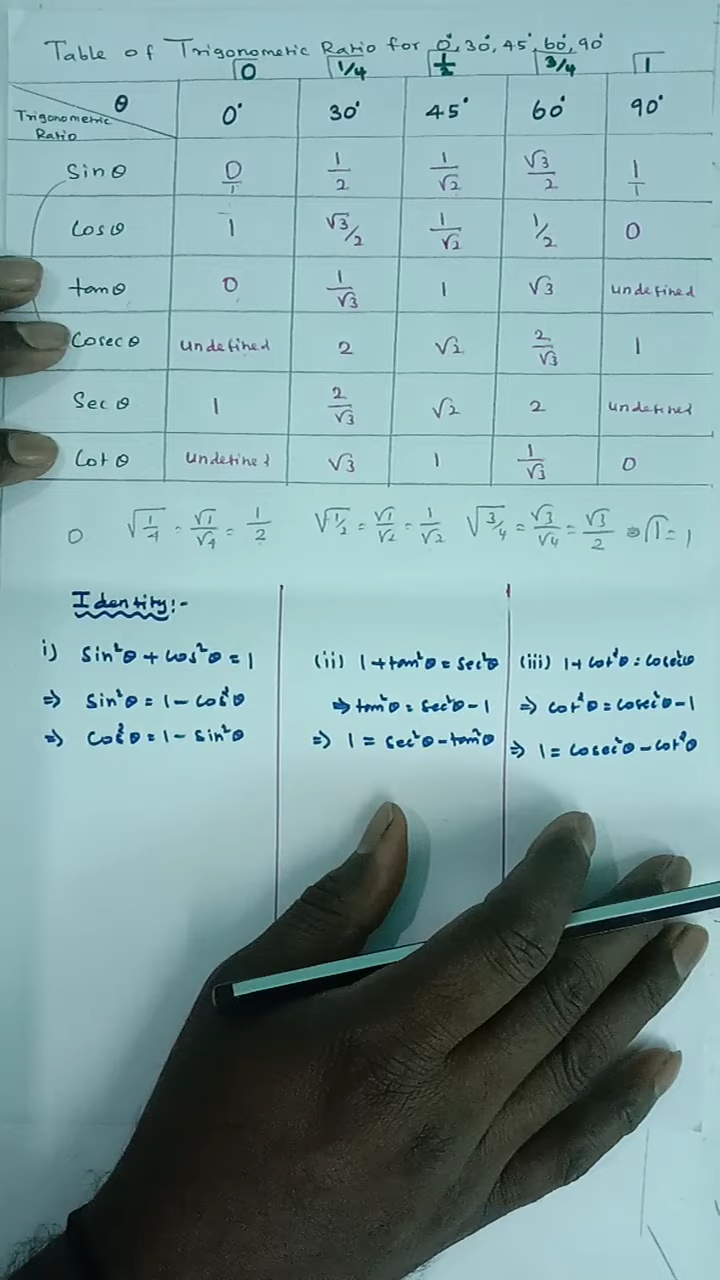 Table of Trigonometric Ratio for 0°, 30°, 45°, 60°, 90°
√0 √1/4 √1/2 √3/4 √1
θ 0° 30° 45° 60° 90°
Trigonometric
Ratio
Sinθ 0/1 1/2 1/√2 √3/2 1/1
Cosθ 1 √3/2 1/√2 1/2 0
tanθ 0 1/√3 1 √3 undefined
Cosecθ undefined 2 √2 2/√3 1
Secθ 1 2/√3 √2 2 undefined
Cotθ undefined √3 1 1/√3 0
0 √1/4 = √1/√4 = 1/2 √1/2 = √1/√2 = 1/√2 √3/4 = √3/√4 = √3/2 √1 = 1
Identity:-
i) Sin²θ + Cos²θ = 1
⇒ Sin²θ = 1 - Cos²θ
⇒ Cos²θ = 1 - Sin²θ
(ii) 1 + tan²θ = Sec²θ
⇒ tan²θ = Sec²θ - 1
⇒ 1 = Sec²θ - tan²θ
(iii) 1 + Cot²θ = Cosec²θ
⇒ Cot²θ = Cosec²θ - 1
⇒ 1 = Cosec²θ - Cot²θ